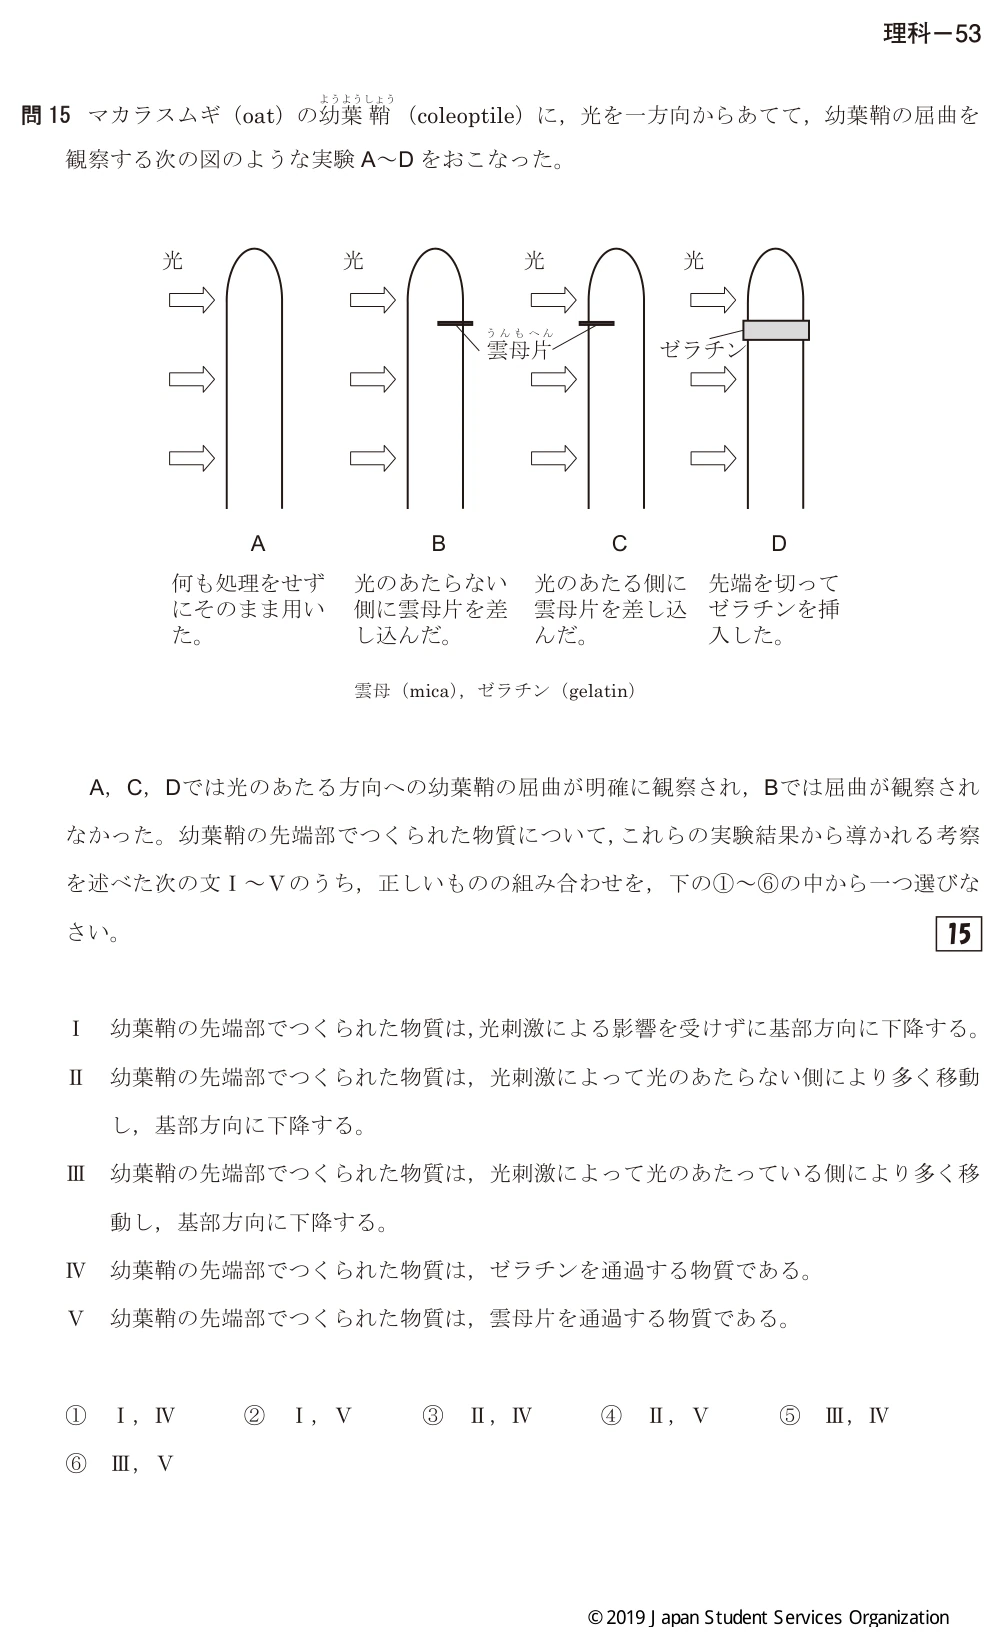 理科－53
問15 マカラスムギ（oat）の幼葉鞘（coleoptile）に，光を一方向からあてて，幼葉鞘の屈曲を
ようようしょう
観察する次の図のような実験 A～D をおこなった。
光 光 光 光
うんもへん
雲母片
ゼラチン
A B C D
何も処理をせず
にそのまま用い
た。
光のあたらない
側に雲母片を差
し込んだ。
光のあたる側に
雲母片を差し込
んだ。
先端を切って
ゼラチンを挿
入した。
雲母（mica），ゼラチン（gelatin）
A，C，Dでは光のあたる方向への幼葉鞘の屈曲が明確に観察され，Bでは屈曲が観察され
なかった。幼葉鞘の先端部でつくられた物質について，これらの実験結果から導かれる考察
を述べた次の文Ⅰ～Ⅴのうち，正しいものの組み合わせを，下の①～⑥の中から一つ選びな
さい。 15
Ⅰ 幼葉鞘の先端部でつくられた物質は，光刺激による影響を受けずに基部方向に下降する。
Ⅱ 幼葉鞘の先端部でつくられた物質は，光刺激によって光のあたらない側により多く移動
し，基部方向に下降する。
Ⅲ 幼葉鞘の先端部でつくられた物質は，光刺激によって光のあたっている側により多く移
動し，基部方向に下降する。
Ⅳ 幼葉鞘の先端部でつくられた物質は，ゼラチンを通過する物質である。
Ⅴ 幼葉鞘の先端部でつくられた物質は，雲母片を通過する物質である。
① Ⅰ，Ⅳ ② Ⅰ，Ⅴ ③ Ⅱ，Ⅳ ④ Ⅱ，Ⅴ ⑤ Ⅲ，Ⅳ
⑥ Ⅲ，Ⅴ
© 2019 Japan Student Services Organization